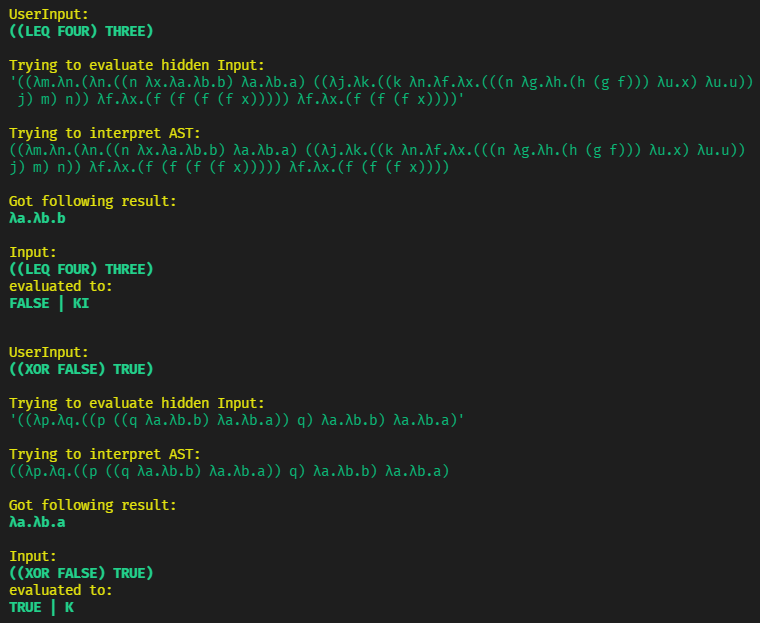 UserInput:
((LEQ FOUR) THREE)
Trying to evaluate hidden Input:
'((λm.λn.(λn.((n λx.λa.λb.b) λa.λb.a) ((λj.λk.((k λn.λf.λx.(((n λg.λh.(h (g f))) λu.x) λu.u))
j) m) n)) λf.λx.(f (f (f (f x))))) λf.λx.(f (f (f x))))'
Trying to interpret AST:
((λm.λn.(λn.((n λx.λa.λb.b) λa.λb.a) ((λj.λk.((k λn.λf.λx.(((n λg.λh.(h (g f))) λu.x) λu.u))
j) m) n)) λf.λx.(f (f (f (f x))))) λf.λx.(f (f (f x))))
Got following result:
λa.λb.b
Input:
((LEQ FOUR) THREE)
evaluated to:
FALSE | KI
UserInput:
((XOR FALSE) TRUE)
Trying to evaluate hidden Input:
'((λp.λq.((p ((q λa.λb.b) λa.λb.a)) q) λa.λb.b) λa.λb.a)'
Trying to interpret AST:
((λp.λq.((p ((q λa.λb.b) λa.λb.a)) q) λa.λb.b) λa.λb.a)
Got following result:
λa.λb.a
Input:
((XOR FALSE) TRUE)
evaluated to:
TRUE | K